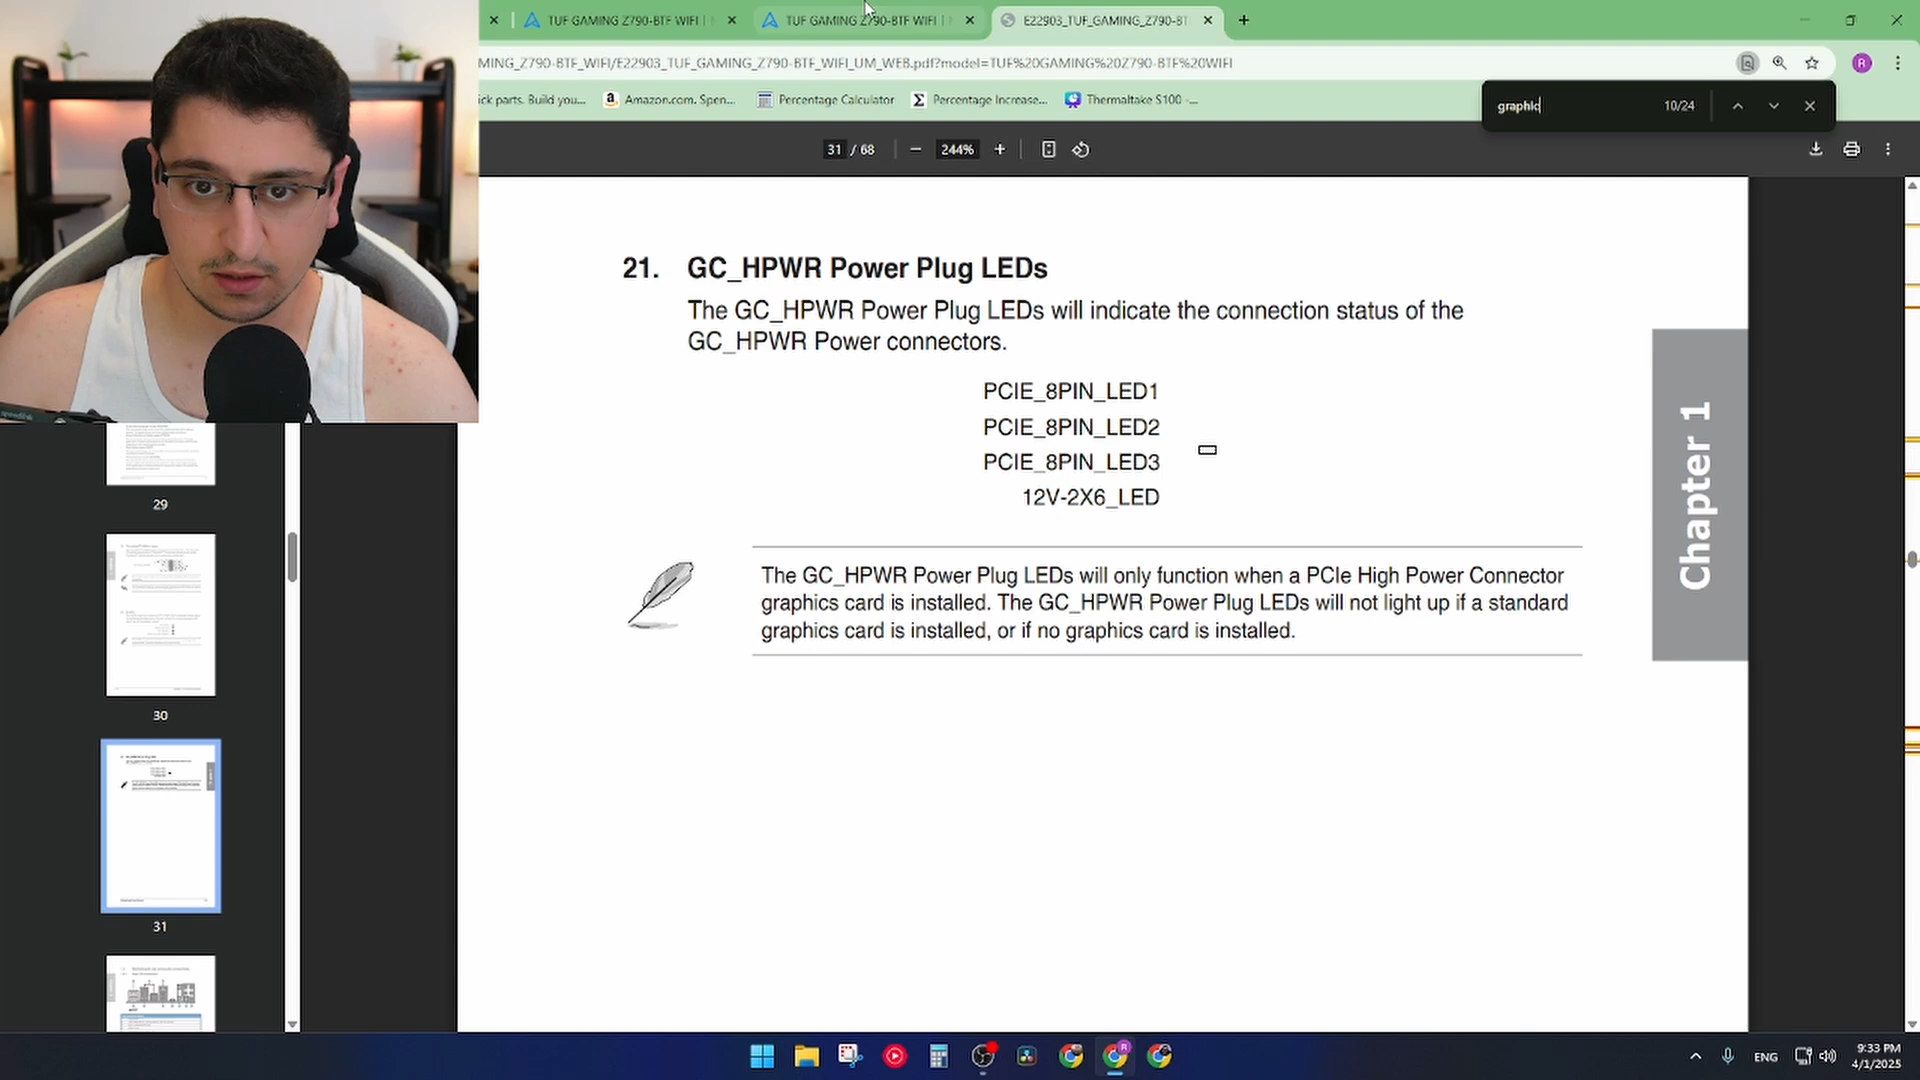 TUF GAMING Z790-BTF WIFI |
TUF GAMING Z790-BTF WIFI |
E22903_TUF_GAMING_Z790-BT
MING_Z790-BTF_WIFI/E22903_TUF_GAMING_Z790-BTF_WIFI_UM_WEB.pdf?model=TUF%20GAMING%20Z790-BTF%20WIFI
R
ick parts. Build you...
Amazon.com. Spen...
Percentage Calculator
Percentage Increase...
Thermaltake S100 -...
graphic
10/24
31 / 68
244%
21. GC_HPWR Power Plug LEDs
The GC_HPWR Power Plug LEDs will indicate the connection status of the
GC_HPWR Power connectors.
PCIE_8PIN_LED1
PCIE_8PIN_LED2
PCIE_8PIN_LED3
12V-2X6_LED
The GC_HPWR Power Plug LEDs will only function when a PCIe High Power Connector
graphics card is installed. The GC_HPWR Power Plug LEDs will not light up if a standard
graphics card is installed, or if no graphics card is installed.
Chapter 1
29
30
31
ENG
9:33 PM
4/1/2025